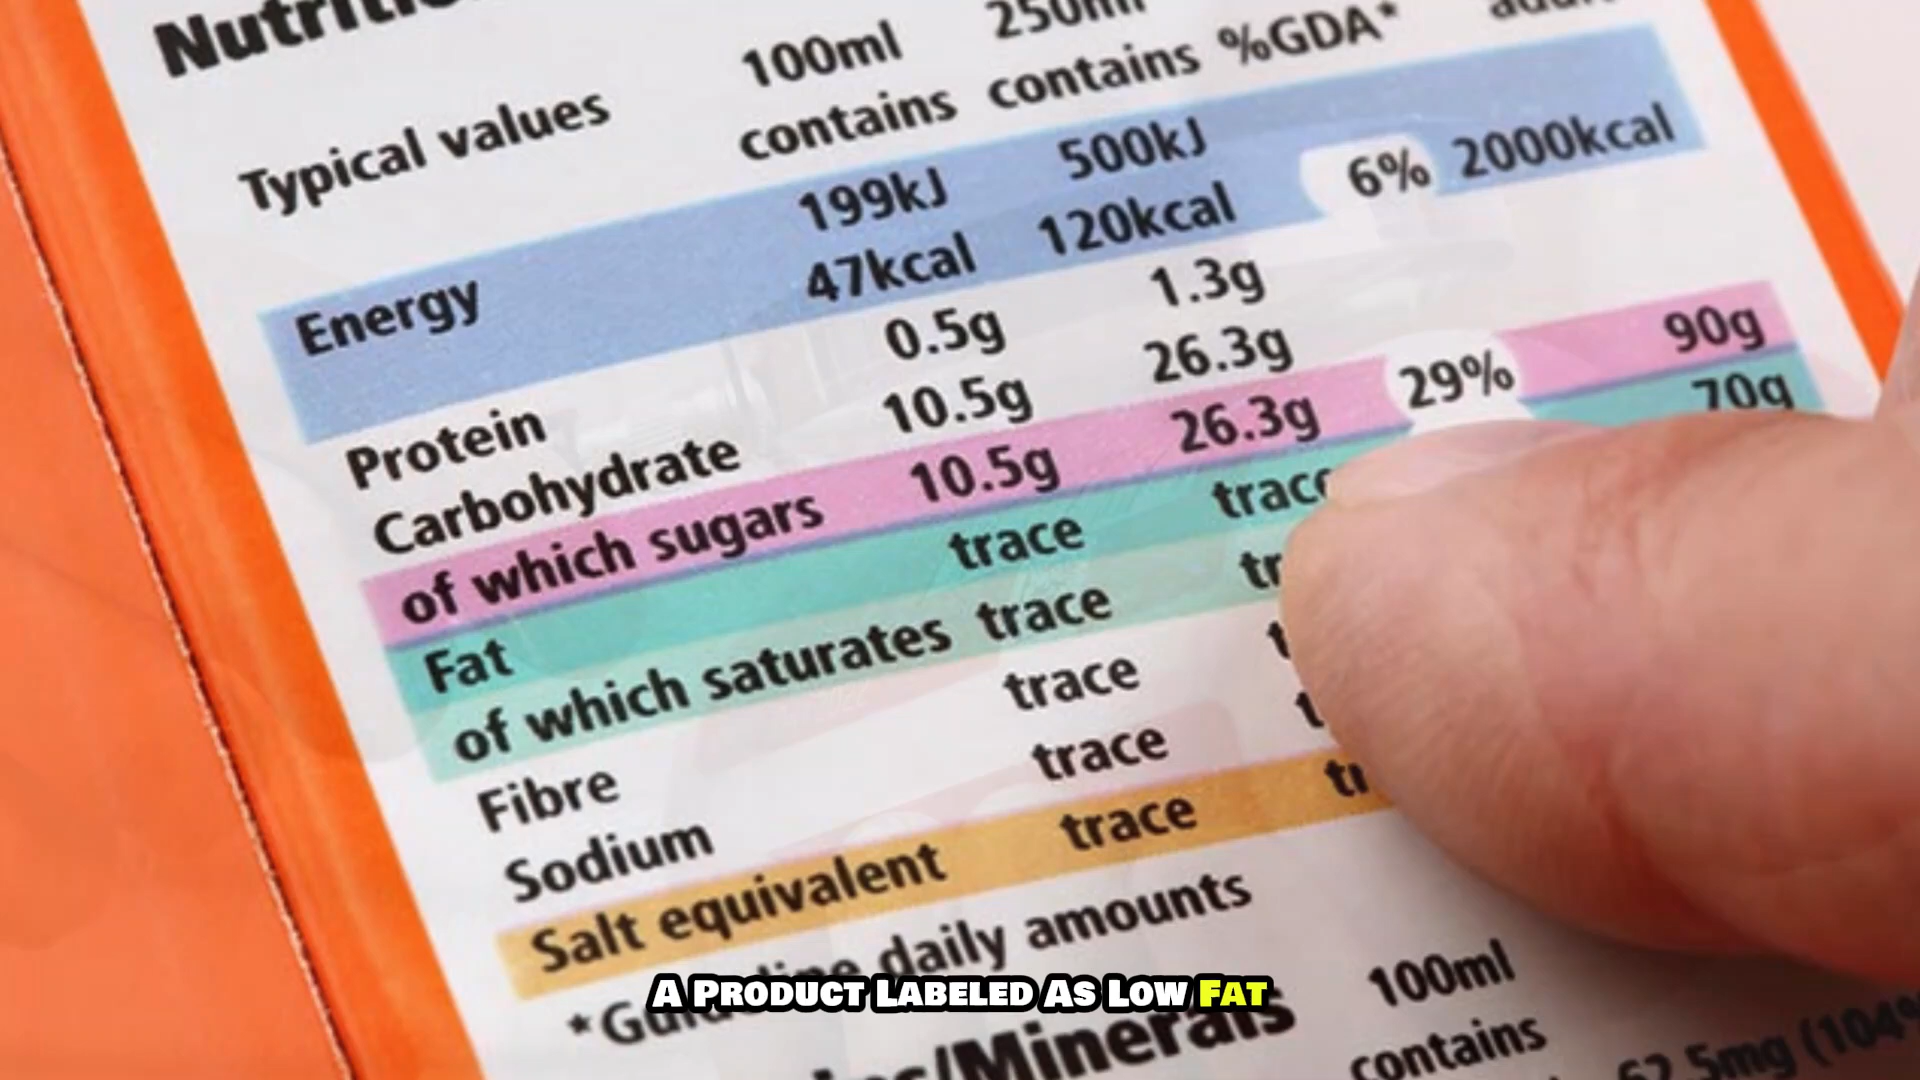 100ml
Typical values contains contains %GDA*
199kJ 500kJ
Energy 47kcal 120kcal 6% 2000kcal
Protein 0.5g 1.3g
Carbohydrate 10.5g 26.3g
of which sugars 10.5g 26.3g 29% 90g
Fat trace 70g
of which saturates trace
Fibre trace
Sodium trace
Salt equivalent trace
daily amounts
A PRODUCT LABELED AS LOW FAT
100ml
contains